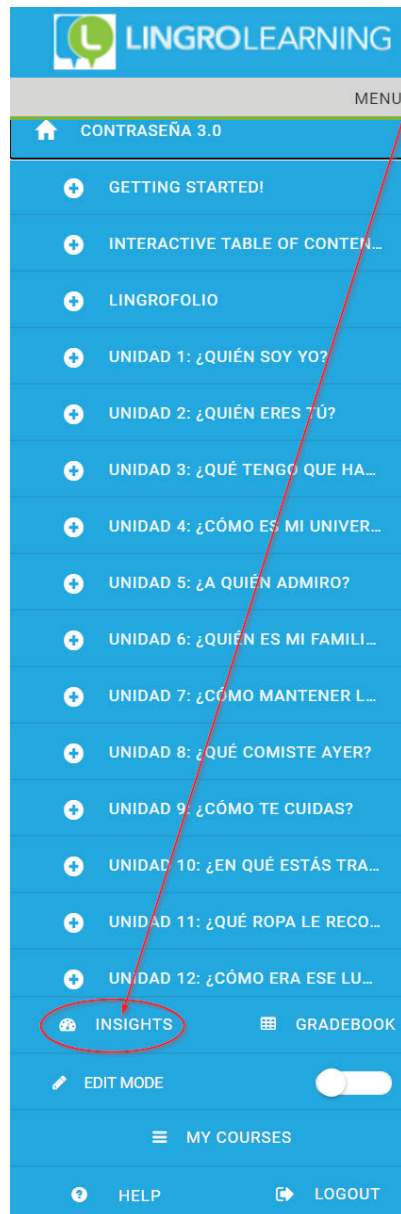 LINGROLEARNING
MENU
CONTRASEÑA 3.0
GETTING STARTED!
INTERACTIVE TABLE OF CONTEN...
LINGROFOLIO
UNIDAD 1: ¿QUIÉN SOY YO?
UNIDAD 2: ¿QUIÉN ERES TÚ?
UNIDAD 3: ¿QUÉ TENGO QUE HA...
UNIDAD 4: ¿CÓMO ES MI UNIVER...
UNIDAD 5: ¿A QUIÉN ADMIRO?
UNIDAD 6: ¿QUIÉN ES MI FAMILI...
UNIDAD 7: ¿CÓMO MANTENER L...
UNIDAD 8: ¿QUÉ COMISTE AYER?
UNIDAD 9: ¿CÓMO TE CUIDAS?
UNIDAD 10: ¿EN QUÉ ESTÁS TRA...
UNIDAD 11: ¿QUÉ ROPA LE RECO...
UNIDAD 12: ¿CÓMO ERA ESE LU...
INSIGHTS GRADEBOOK
EDIT MODE
MY COURSES
HELP LOGOUT